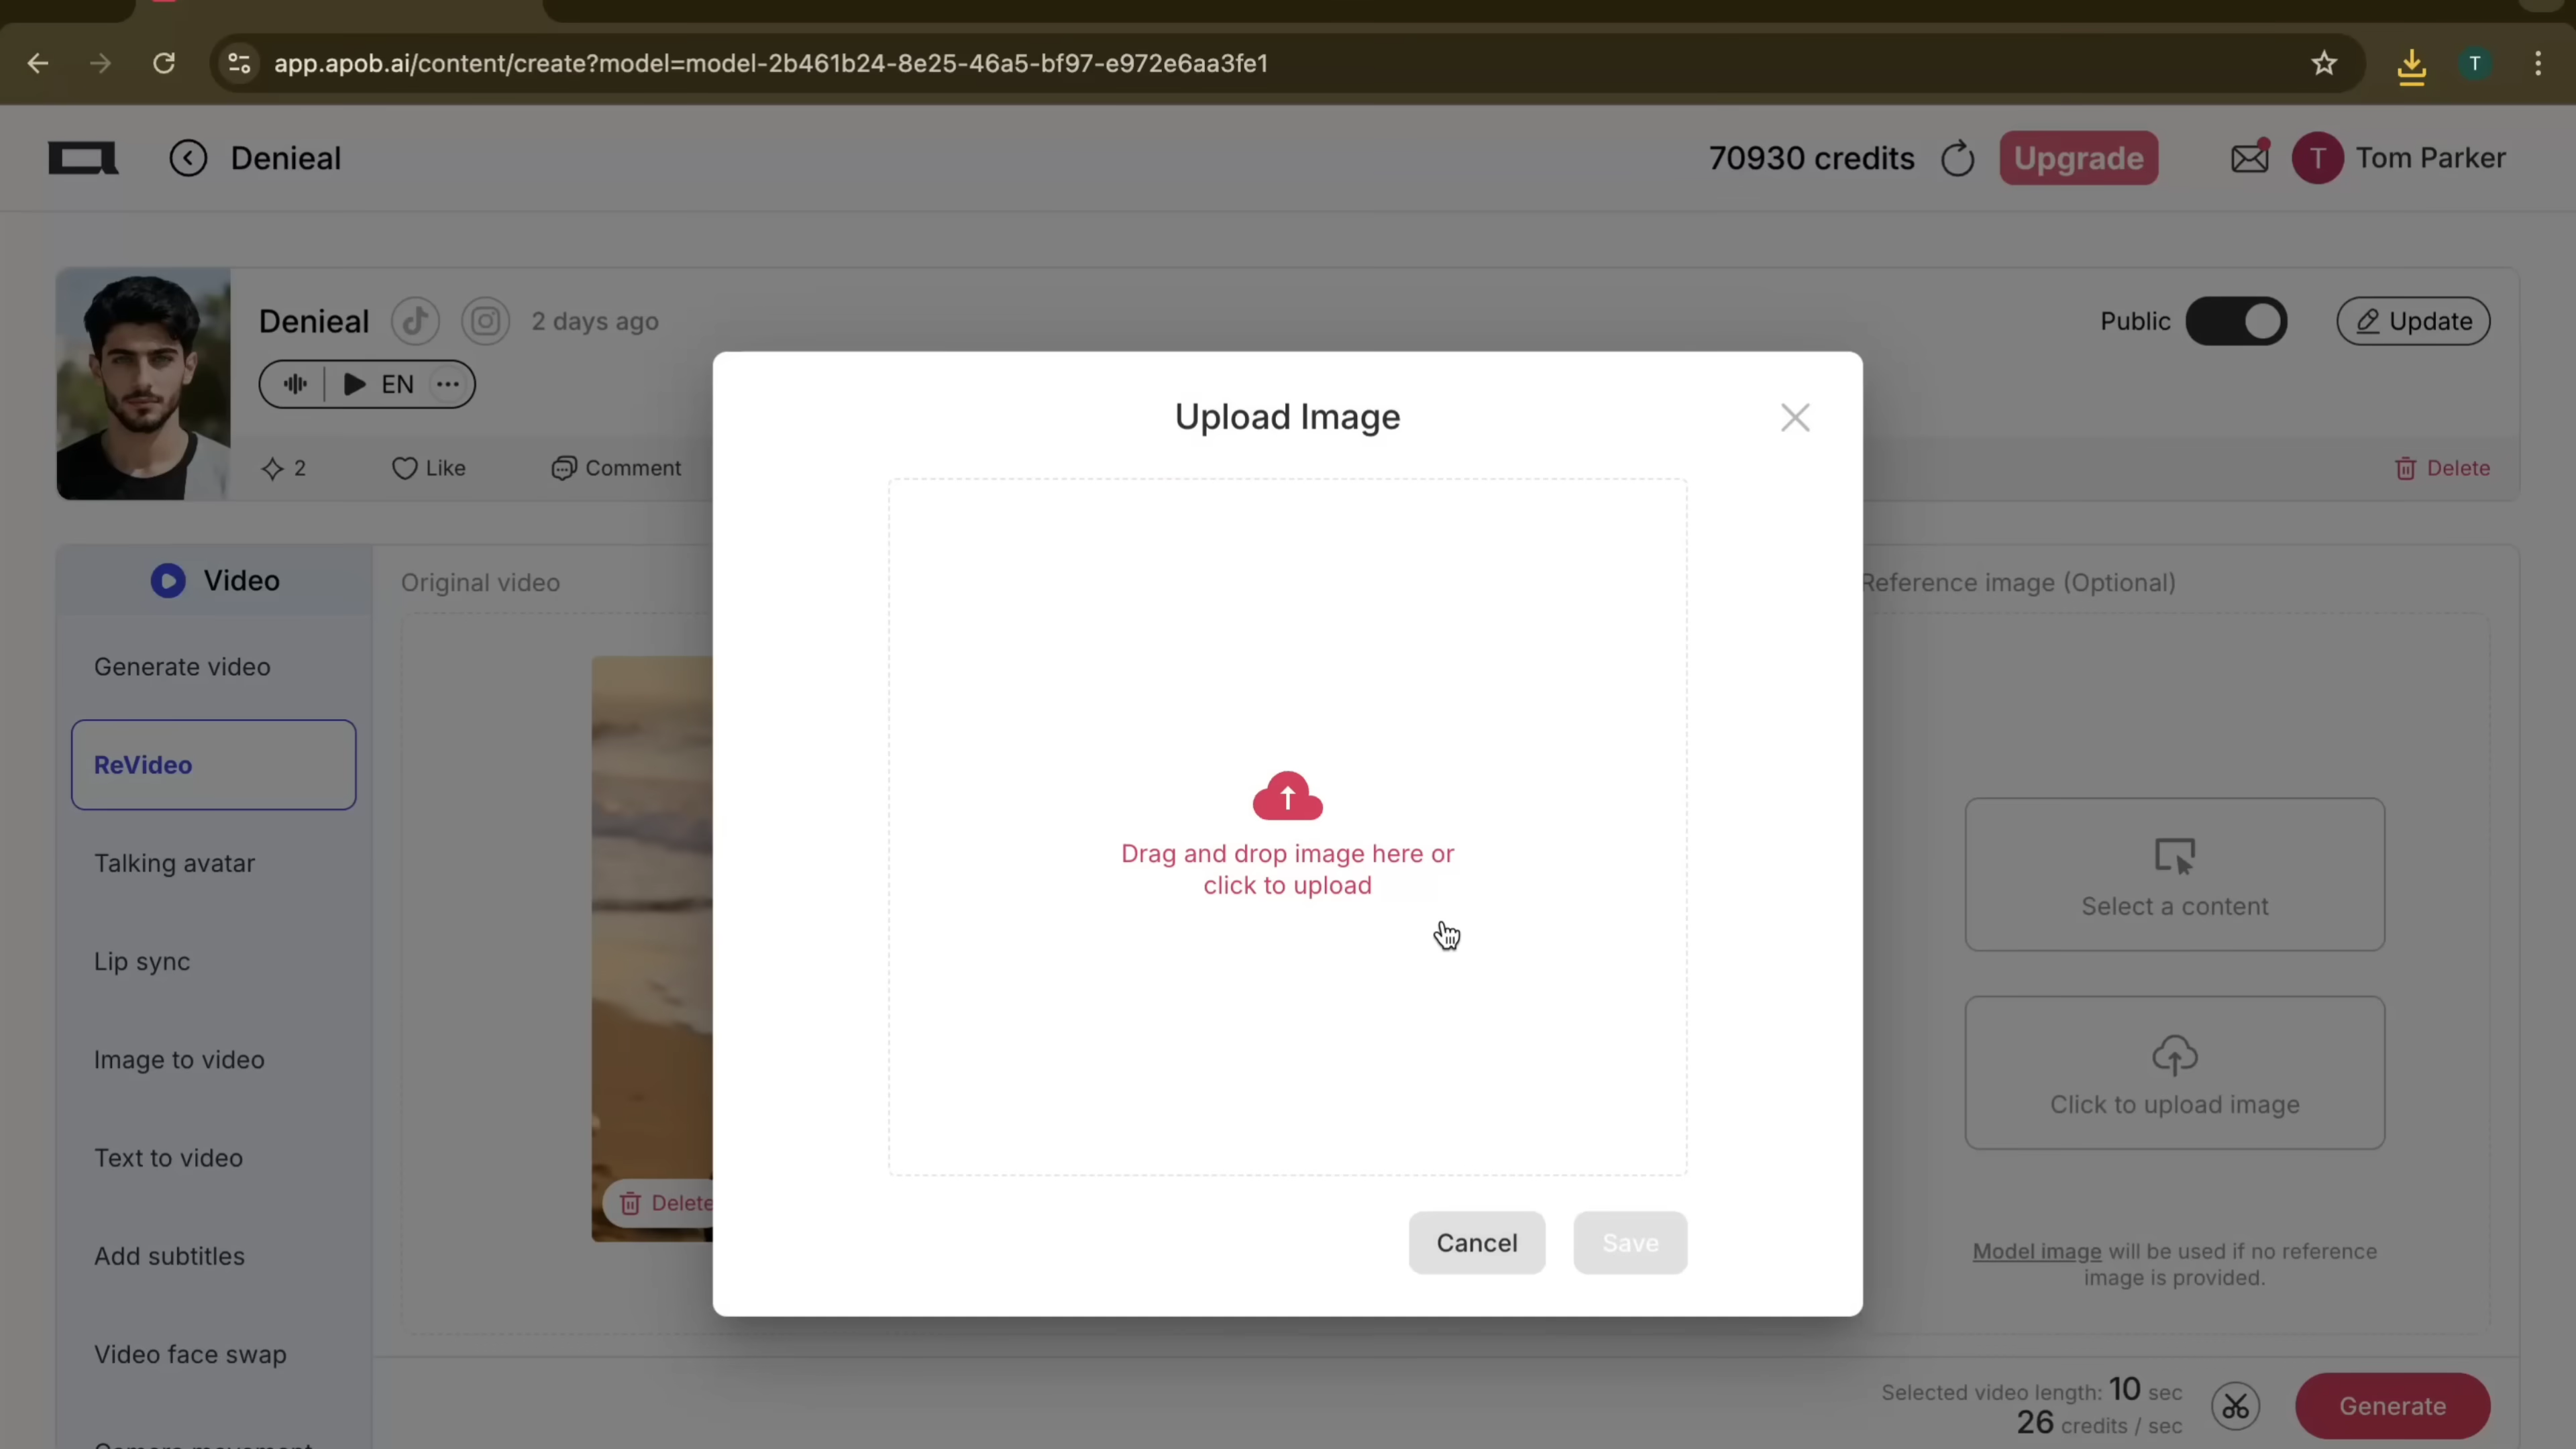 app.apob.ai/content/create?model=model-2b461b24-8e25-46a5-bf97-e972e6aa3fe1
T
Denieal
70930 credits
Upgrade
T
Tom Parker
Denieal
2 days ago
Public
Update
EN
2
Like
Comment
Delete
Upload Image
Video
Original video
Reference image (Optional)
Generate video
ReVideo
Talking avatar
Lip sync
Image to video
Text to video
Add subtitles
Video face swap
Drag and drop image here or
click to upload
Select a content
Click to upload image
Delete
Cancel
Save
Model image will be used if no reference
image is provided.
Selected video length: 10 sec
26 credits / sec
Generate